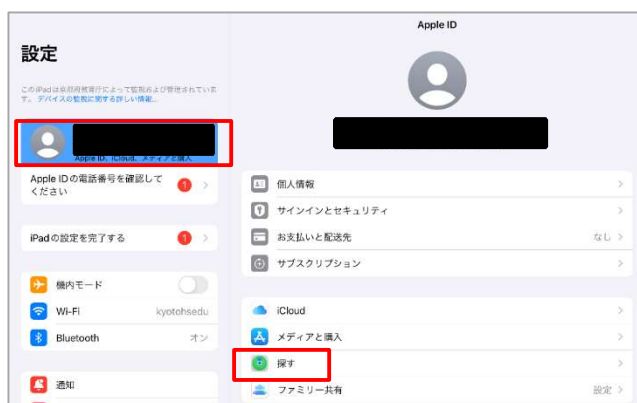 設定
このiPadは京都府教育庁によって監視および管理されていま
す。デバイスの監視に関する詳しい情報...
Apple ID、iCloud、メディアと購入
Apple IDの電話番号を確認して
ください
1
iPadの設定を完了する
1
機内モード
Wi-Fi
kyotohsedu
Bluetooth
オン
通知
Apple ID
個人情報
サインインとセキュリティ
お支払いと配送先
なし
サブスクリプション
iCloud
メディアと購入
探す
ファミリー共有
設定